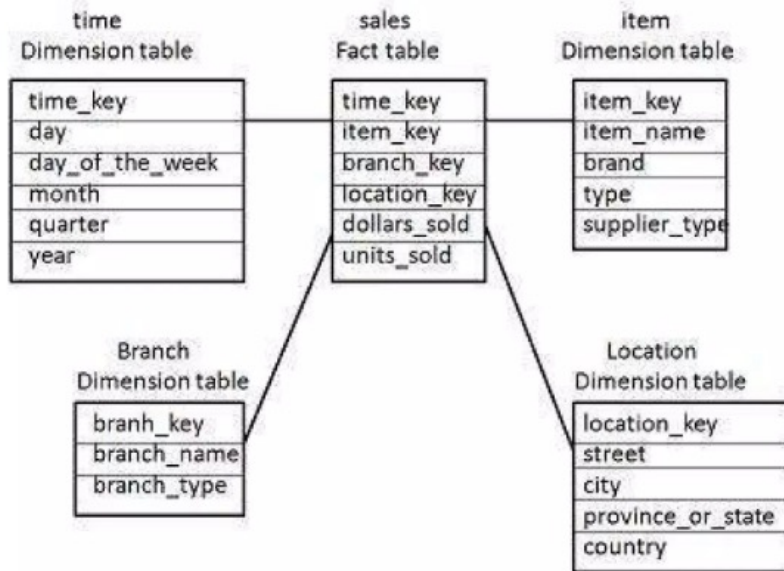 time
Dimension table
time_key
day
day_of_the_week
month
quarter
year
sales
Fact table
time_key
item_key
branch_key
location_key
dollars_sold
units_sold
item
Dimension table
item_key
item_name
brand
type
supplier_type
Branch
Dimension table
branh_key
branch_name
branch_type
Location
Dimension table
location_key
street
city
province_or_state
country